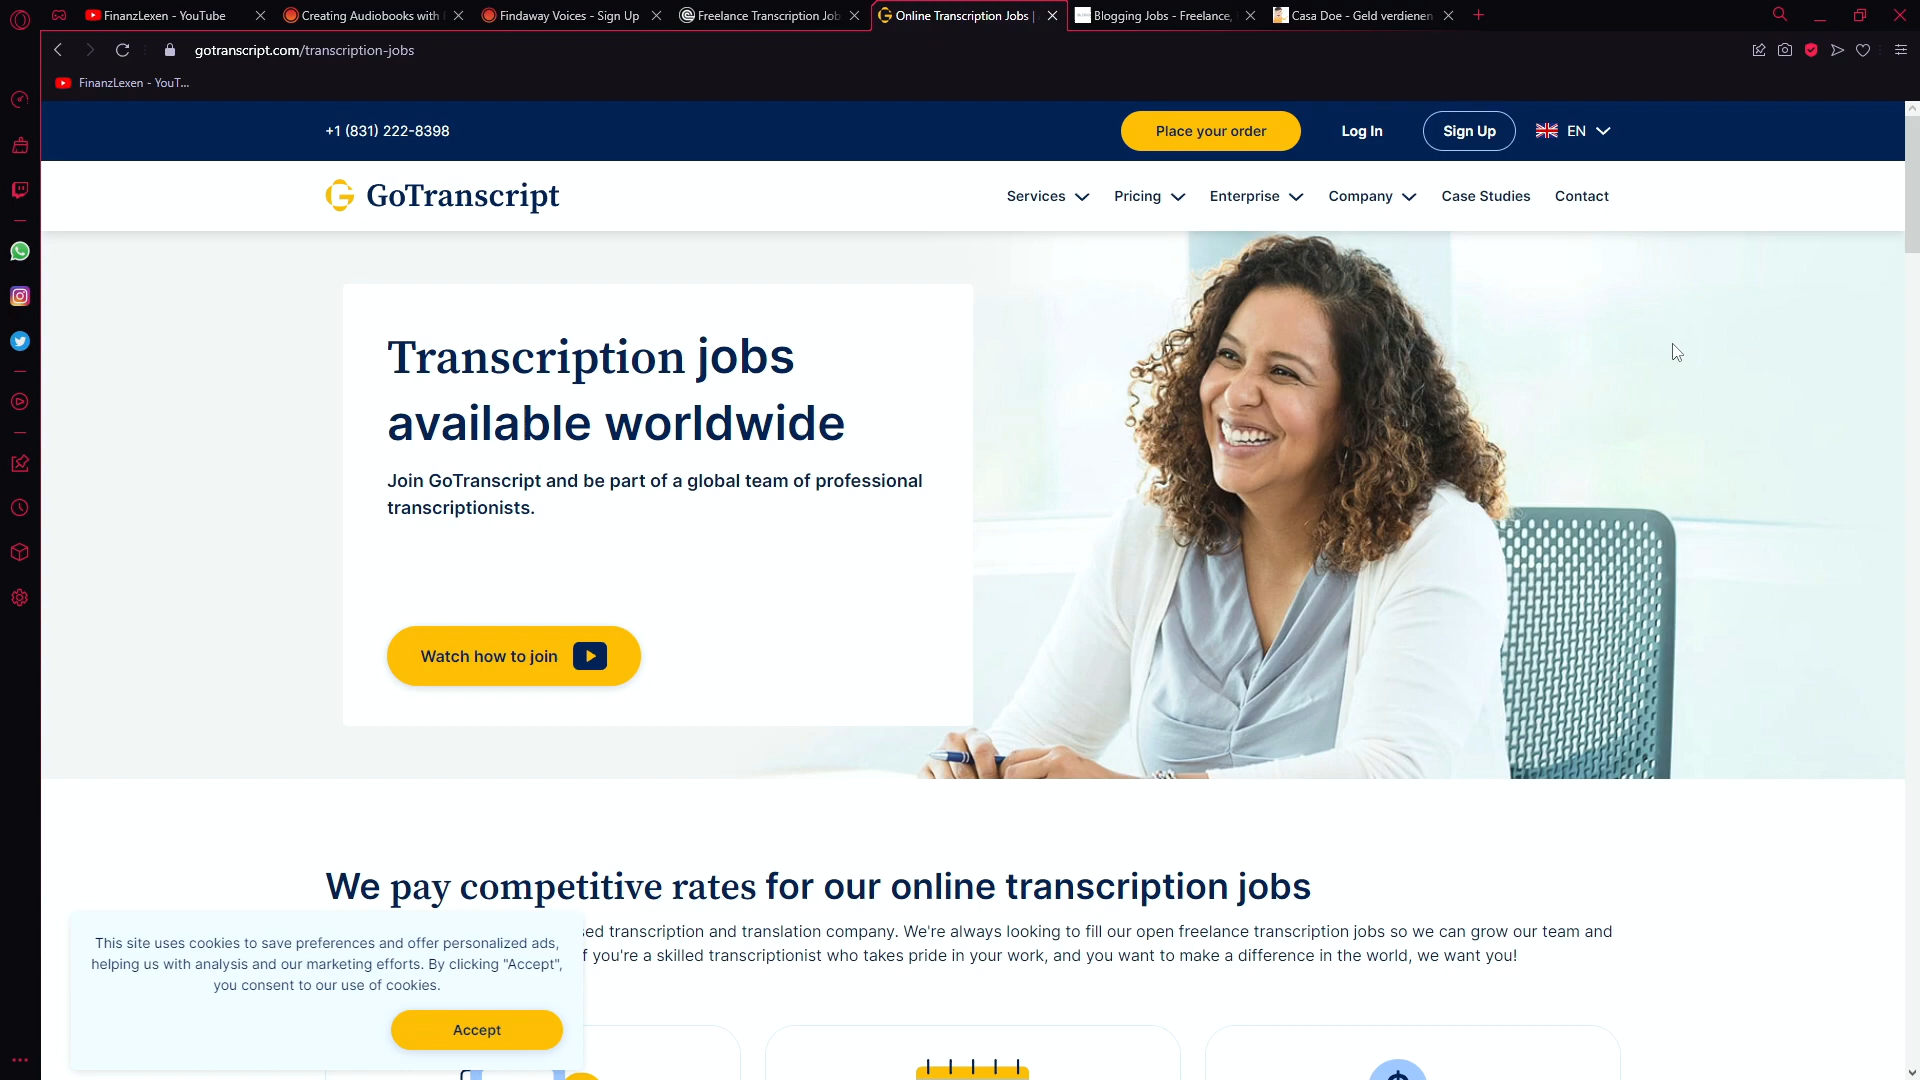 FinanzLexen - YouTube
Creating Audiobooks with
Findaway Voices - Sign Up
Freelance Transcription Job
Online Transcription Jobs |
Blogging Jobs - Freelance,
Casa Doe - Geld verdienen
gotranscript.com/transcription-jobs
FinanzLexen - YouT...
+1 (831) 222-8398
Place your order
Log In
Sign Up
EN
GoTranscript
Services
Pricing
Enterprise
Company
Case Studies
Contact
Transcription jobs
available worldwide
Join GoTranscript and be part of a global team of professional
transcriptionists.
Watch how to join
We pay competitive rates for our online transcription jobs
sed transcription and translation company. We're always looking to fill our open freelance transcription jobs so we can grow our team and
f you're a skilled transcriptionist who takes pride in your work, and you want to make a difference in the world, we want you!
This site uses cookies to save preferences and offer personalized ads,
helping us with analysis and our marketing efforts. By clicking "Accept",
you consent to our use of cookies.
Accept